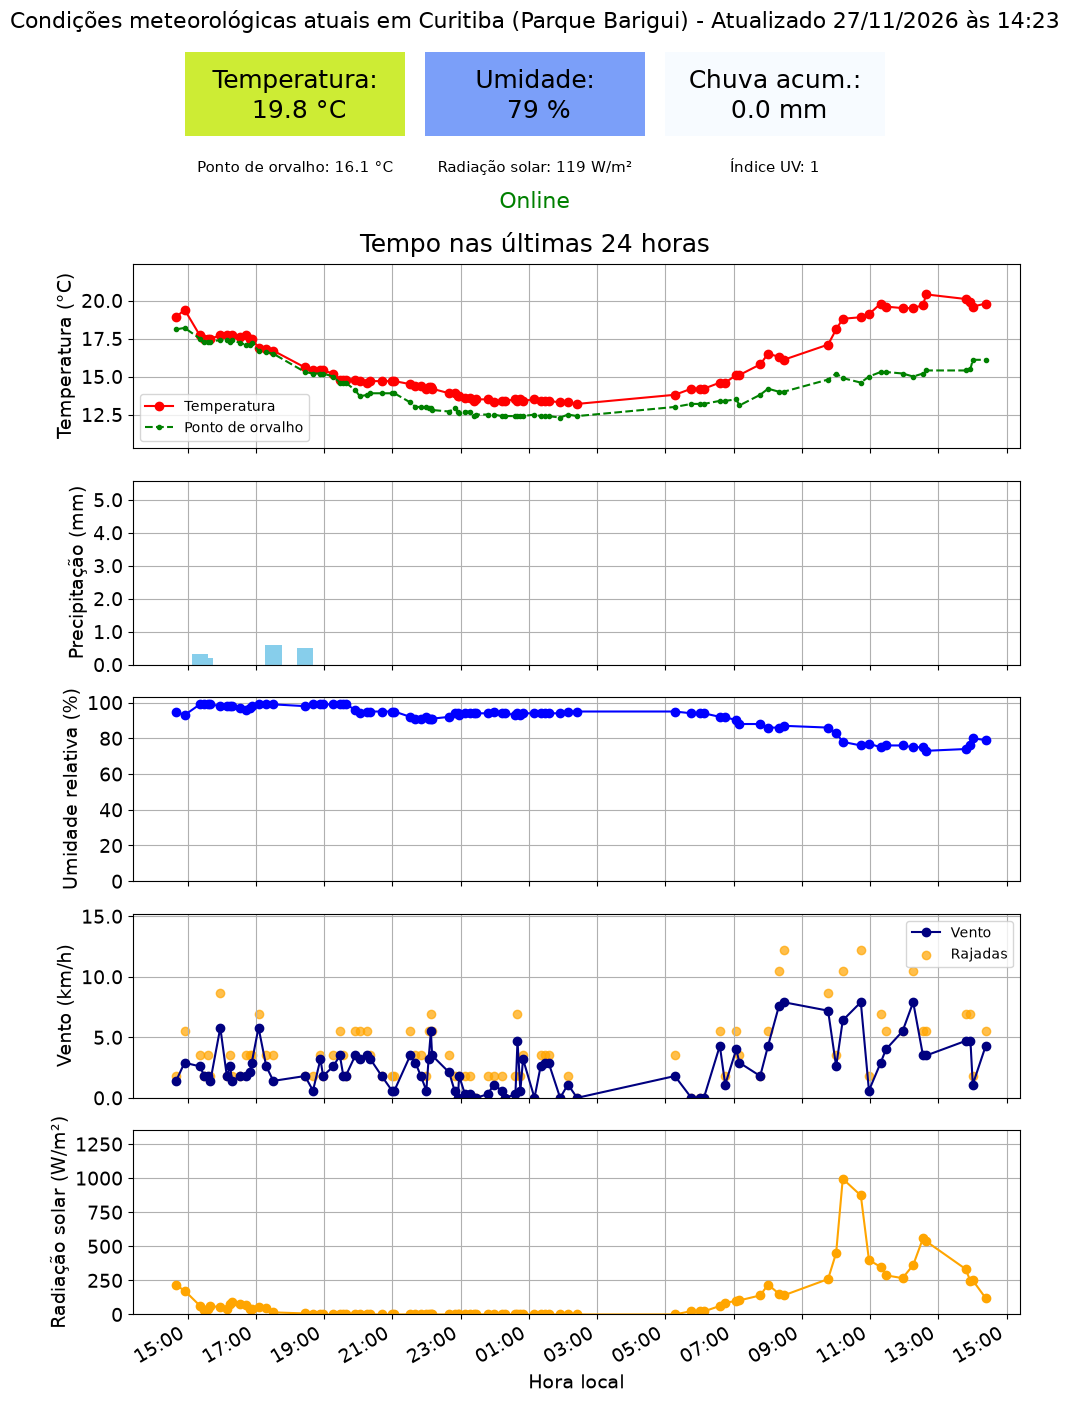 Condições meteorológicas atuais em Curitiba (Parque Barigui) - Atualizado 27/11/2026 às 14:23
Temperatura:
19.8 °C
Umidade:
79 %
Chuva acum.:
0.0 mm
Ponto de orvalho: 16.1 °C
Radiação solar: 119 W/m²
Índice UV: 1
Online
Tempo nas últimas 24 horas
Temperatura (°C)
20.0
17.5
15.0
12.5
Temperatura
Ponto de orvalho
Precipitação (mm)
5.0
4.0
3.0
2.0
1.0
0.0
Umidade relativa (%)
100
80
60
40
20
0
Vento (km/h)
15.0
10.0
5.0
0.0
Vento
Rajadas
Radiação solar (W/m²)
1250
1000
750
500
250
0
15:00
17:00
19:00
21:00
23:00
01:00
03:00
05:00
07:00
09:00
11:00
13:00
15:00
Hora local